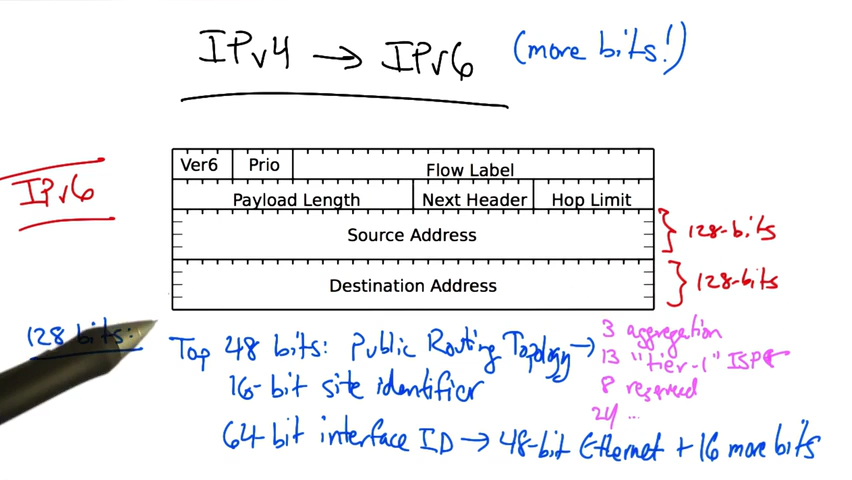 IPv4 → IPv6 (more bits!)
Ver6 Prio Flow Label
IPv6
Payload Length Next Header Hop Limit
Source Address } 128-bits
Destination Address } 128-bits
128 bits:
Top 48 bits: Public Routing Topology →
3 aggregation
13 "tier-1" ISP ←
8 reserved
24 ...
16-bit site identifier
64-bit interface ID → 48-bit Ethernet + 16 more bits